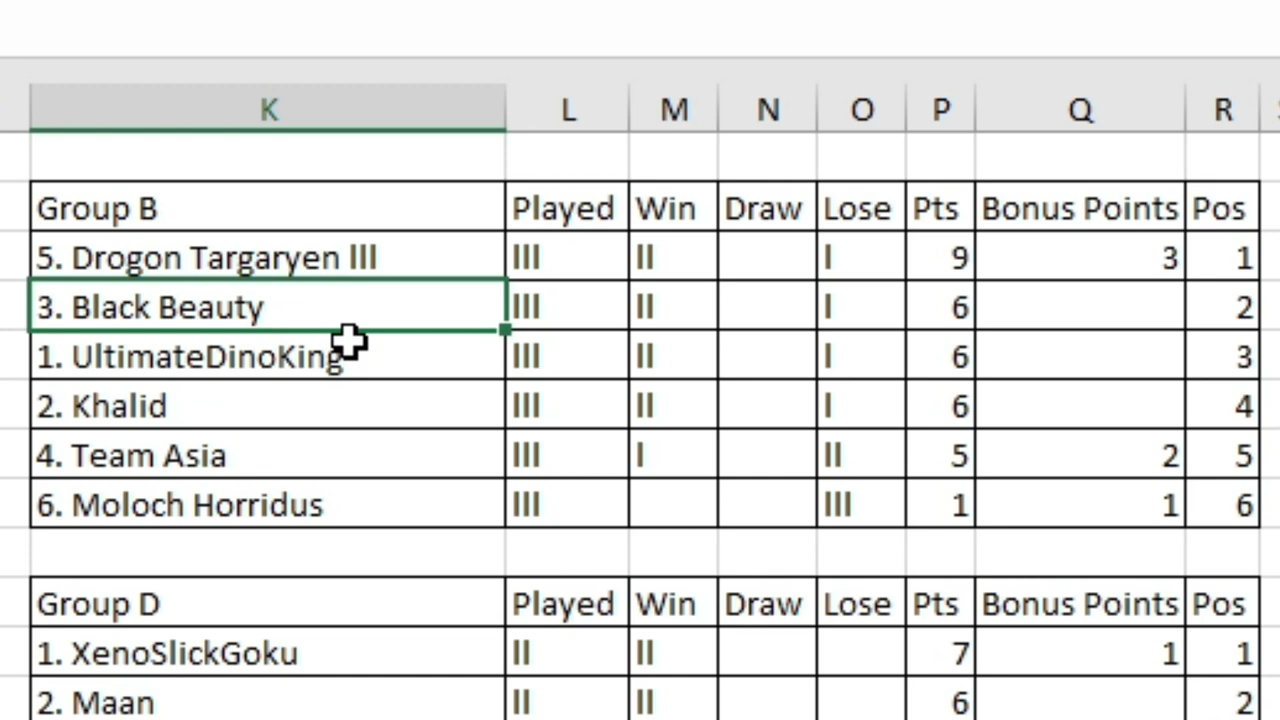 K L M N O P Q R
Group B Played Win Draw Lose Pts Bonus Points Pos
5. Drogon Targaryen III III II I 9 3 1
3. Black Beauty III II I 6 2
1. UltimateDinoKing III II I 6 3
2. Khalid III II I 6 4
4. Team Asia III I II 5 2 5
6. Moloch Horridus III III 1 1 6
Group D Played Win Draw Lose Pts Bonus Points Pos
1. XenoSlickGoku II II 7 1 1
2. Maan II II 6 2